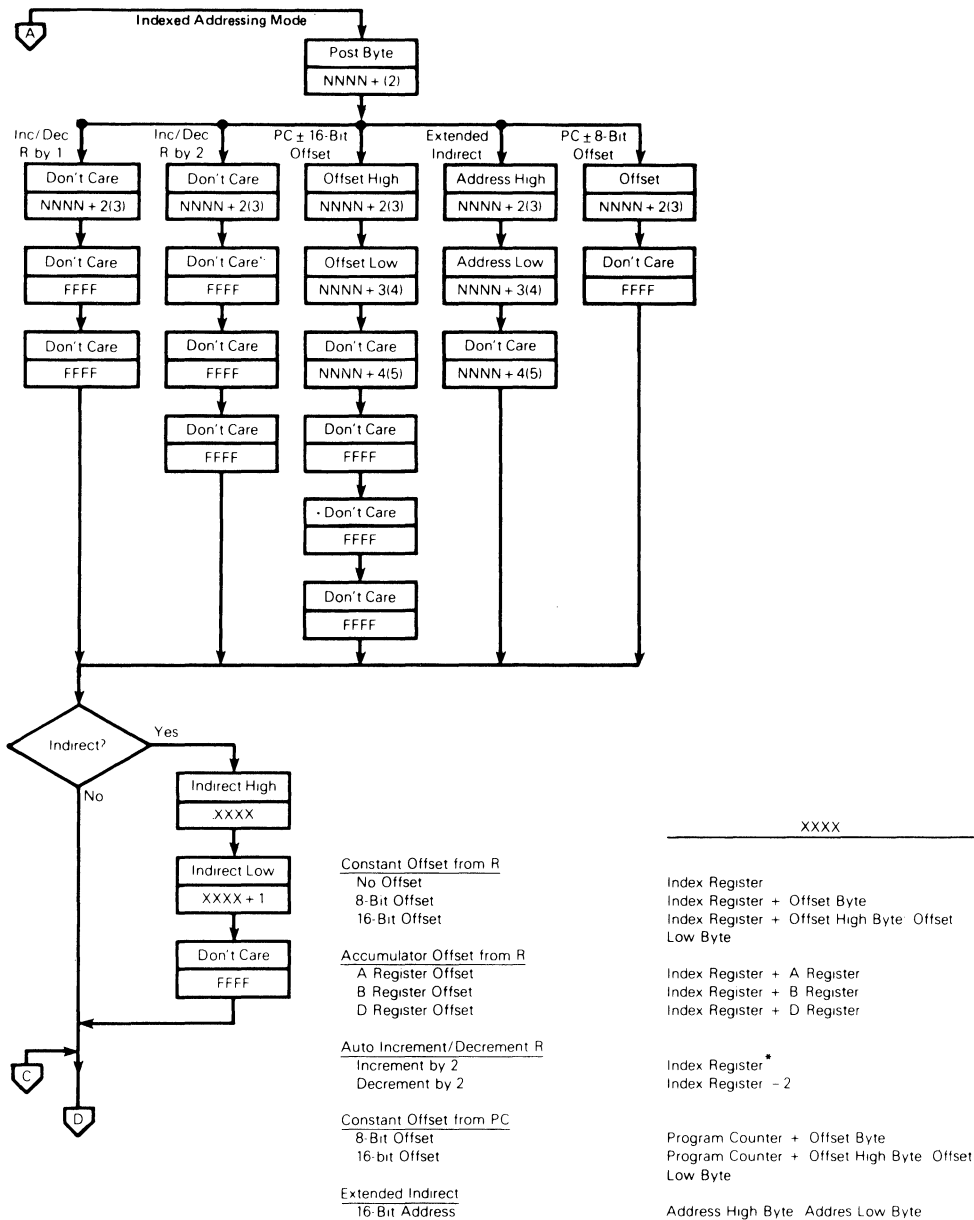 Indexed Addressing Mode
A
Post Byte
NNNN + (2)
Inc/Dec
R by 1
Inc/Dec
R by 2
PC ± 16-Bit
Offset
Extended
Indirect
PC ± 8-Bit
Offset
Don't Care
NNNN + 2(3)
Don't Care
NNNN + 2(3)
Offset High
NNNN + 2(3)
Address High
NNNN + 2(3)
Offset
NNNN + 2(3)
Don't Care
FFFF
Don't Care
FFFF
Offset Low
NNNN + 3(4)
Address Low
NNNN + 3(4)
Don't Care
FFFF
Don't Care
FFFF
Don't Care
FFFF
Don't Care
NNNN + 4(5)
Don't Care
NNNN + 4(5)
Don't Care
FFFF
Don't Care
FFFF
Don't Care
FFFF
Don't Care
FFFF
Indirect?
Yes
No
Indirect High
XXXX
Indirect Low
XXXX + 1
Don't Care
FFFF
C
D
XXXX
Constant Offset from R
No Offset Index Register
8-Bit Offset Index Register + Offset Byte
16-Bit Offset Index Register + Offset High Byte Offset
Low Byte
Accumulator Offset from R
A Register Offset Index Register + A Register
B Register Offset Index Register + B Register
D Register Offset Index Register + D Register
Auto Increment/Decrement R
Increment by 2 Index Register*
Decrement by 2 Index Register - 2
Constant Offset from PC
8-Bit Offset Program Counter + Offset Byte
16-bit Offset Program Counter + Offset High Byte Offset
Low Byte
Extended Indirect
16-Bit Address Address High Byte Addres Low Byte